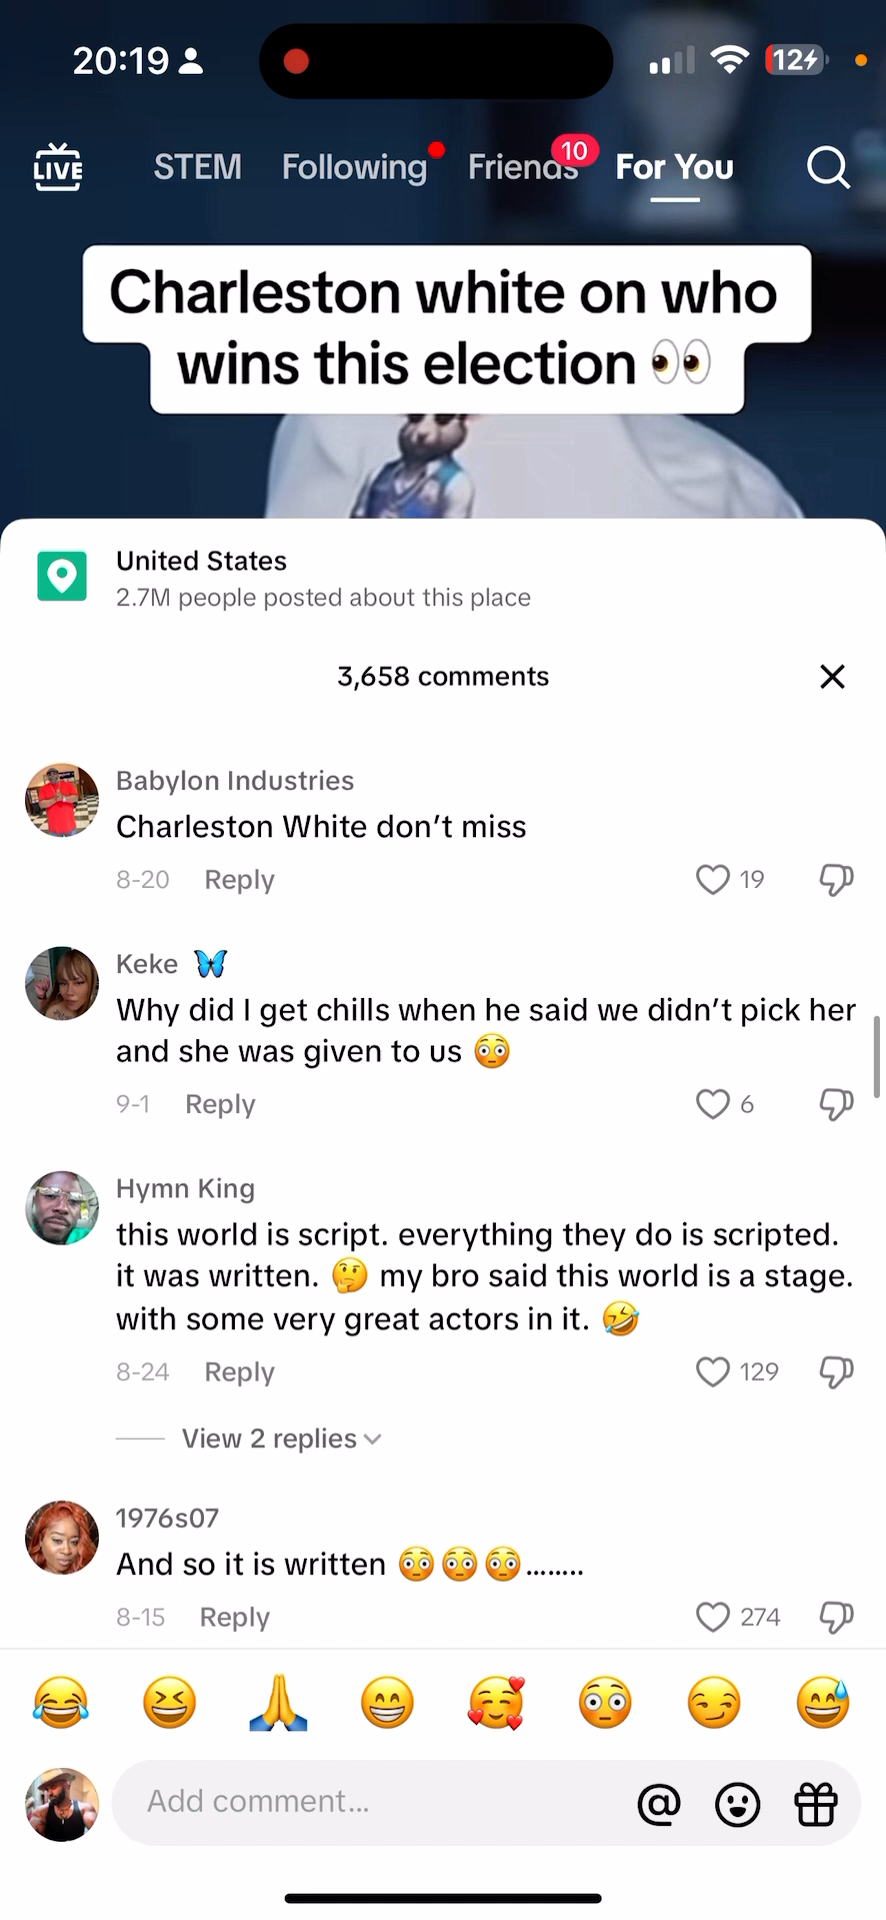 20:19
12
LIVE
STEM
Following
Friends
10
For You
Charleston white on who
wins this election 👀
United States
2.7M people posted about this place
3,658 comments
Babylon Industries
Charleston White don’t miss
8-20 Reply 19
Keke 🦋
Why did I get chills when he said we didn’t pick her
and she was given to us 😳
9-1 Reply 6
Hymn King
this world is script. everything they do is scripted.
it was written. 🤔 my bro said this world is a stage.
with some very great actors in it. 🤣
8-24 Reply 129
View 2 replies
1976s07
And so it is written 😳😳😳........
8-15 Reply 274
😂 😆 🙏 😁 🥰 😳 😏 😅
Add comment...
@